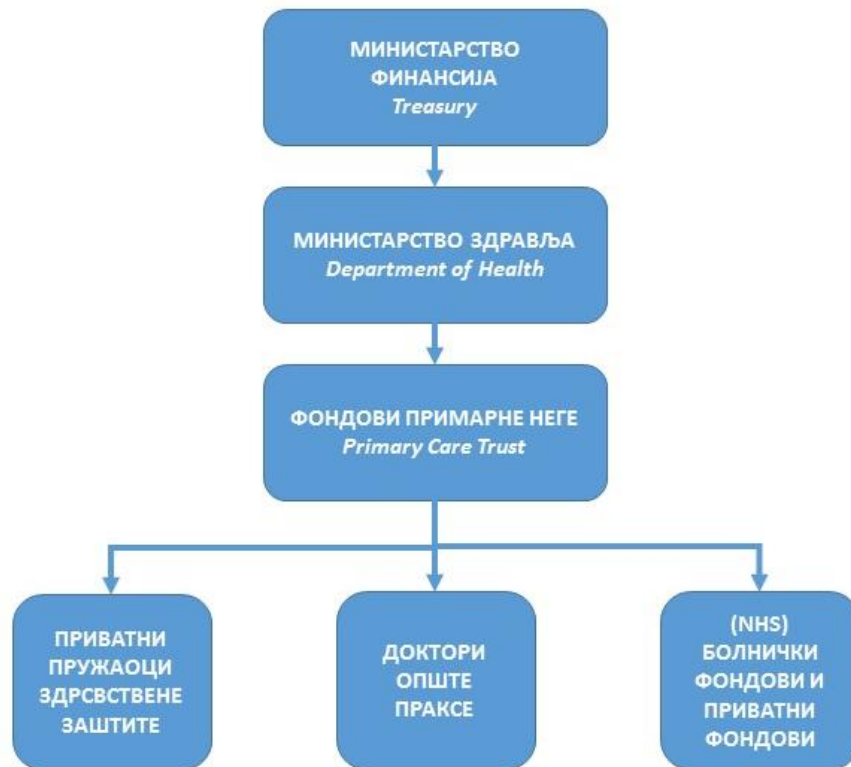 МИНИСТАРСТВО
ФИНАНСИЈА
Treasury
МИНИСТАРСТВО ЗДРАВЉА
Department of Health
ФОНДОВИ ПРИМАРНЕ НЕГЕ
Primary Care Trust
ПРИВАТНИ
ПРУЖАОЦИ
ЗДРСВСТВЕНЕ
ЗАШТИТЕ
ДОКТОРИ
ОПШТЕ
ПРАКСЕ
(NHS)
БОЛНИЧКИ
ФОНДОВИ И
ПРИВАТНИ
ФОНДОВИ